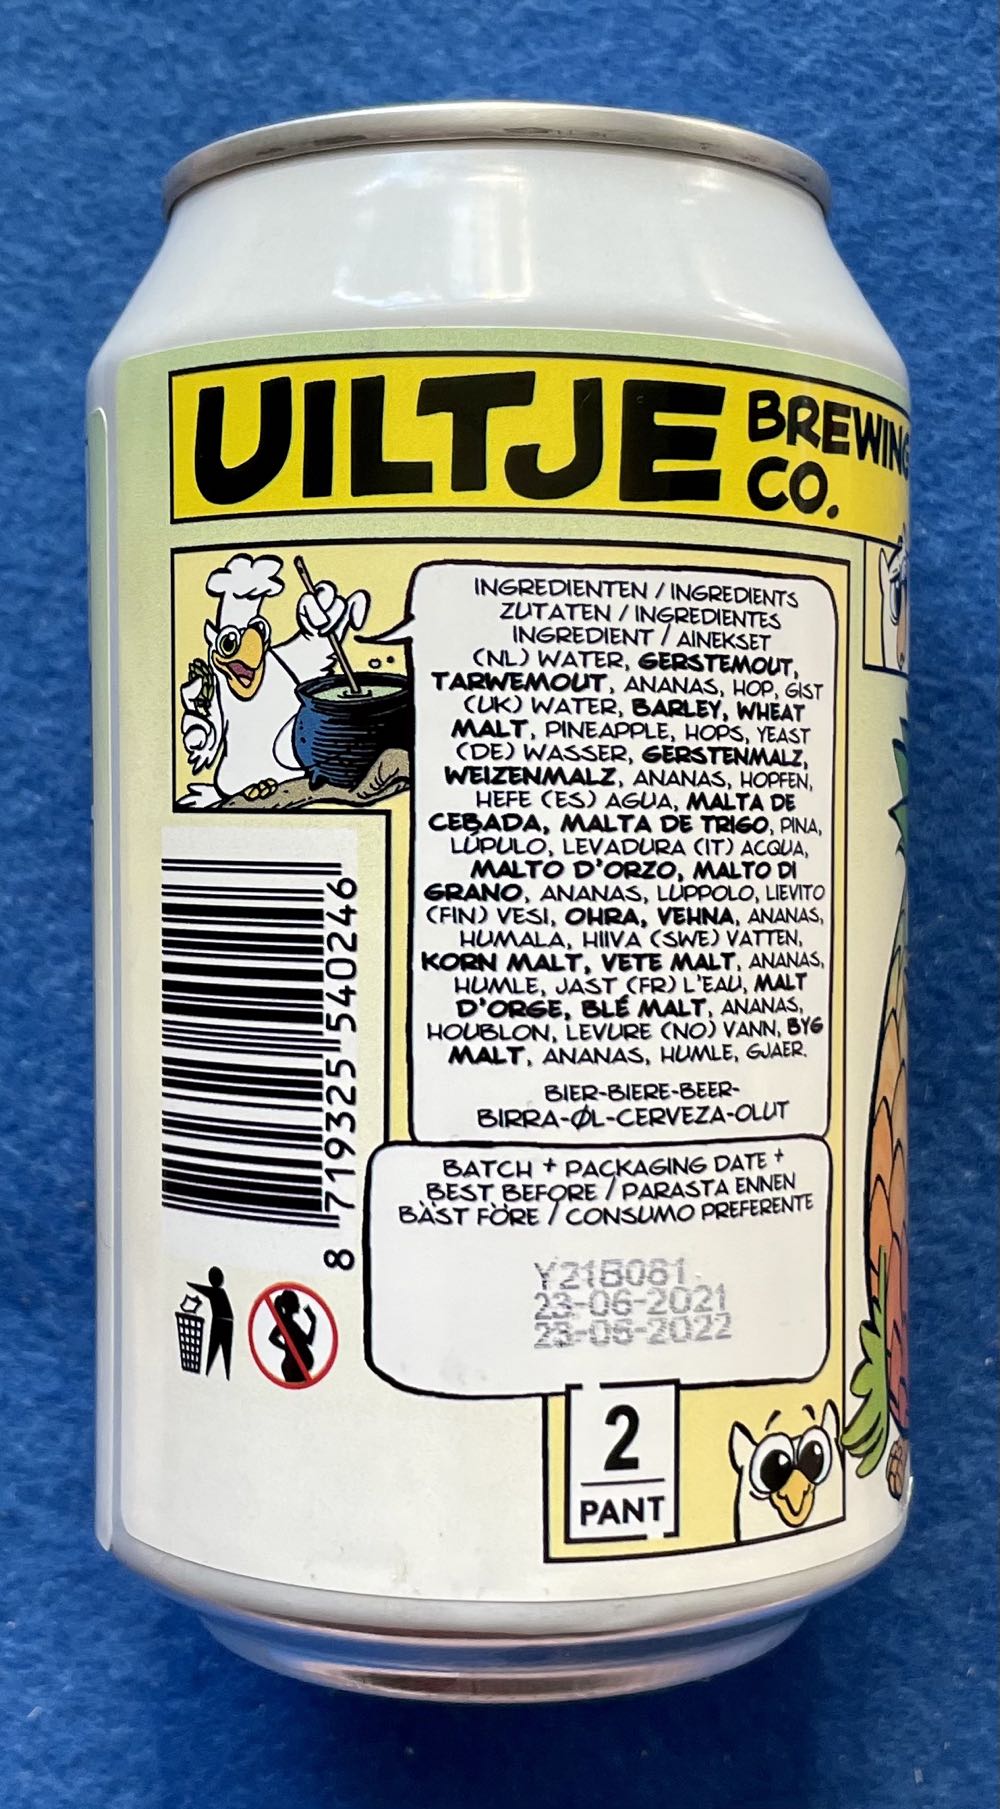 UILTJE BREWING
CO.
INGREDIENTEN / INGREDIENTS
ZUTATEN / INGREDIENTES
INGREDIENT / AINEKSET
(NL) WATER, GERSTEMOUT,
TARWEMOUT, ANANAS, HOP, GIST
(UK) WATER, BARLEY, WHEAT
MALT, PINEAPPLE, HOPS, YEAST
(DE) WASSER, GERSTENMALZ,
WEIZENMALZ, ANANAS, HOPFEN,
HEFE (ES) AGUA, MALTA DE
CEBADA, MALTA DE TRIGO, PINA,
LÚPULO, LEVADURA (IT) ACQUA,
MALTO D'ORZO, MALTO DI
GRANO, ANANAS, LUPPOLO, LIEVITO
(FIN) VESI, OHRA, VEHNA, ANANAS,
HUMALA, HIIVA (SWE) VATTEN,
KORN MALT, VETE MALT, ANANAS,
HUMLE, JAST (FR) L'EAU, MALT
D'ORGE, BLÉ MALT, ANANAS,
HOUBLON, LEVURE (NO) VANN, BYG
MALT, ANANAS, HUMLE, GJAER.
BIER-BIERE-BEER-
BIRRA-ØL-CERVEZA-OLUT
BATCH + PACKAGING DATE +
BEST BEFORE / PARASTA ENNEN
BÄST FÖRE / CONSUMO PREFERENTE
Y21B081
23-06-2021
23-06-2022
8 719325 540246
2
PANT